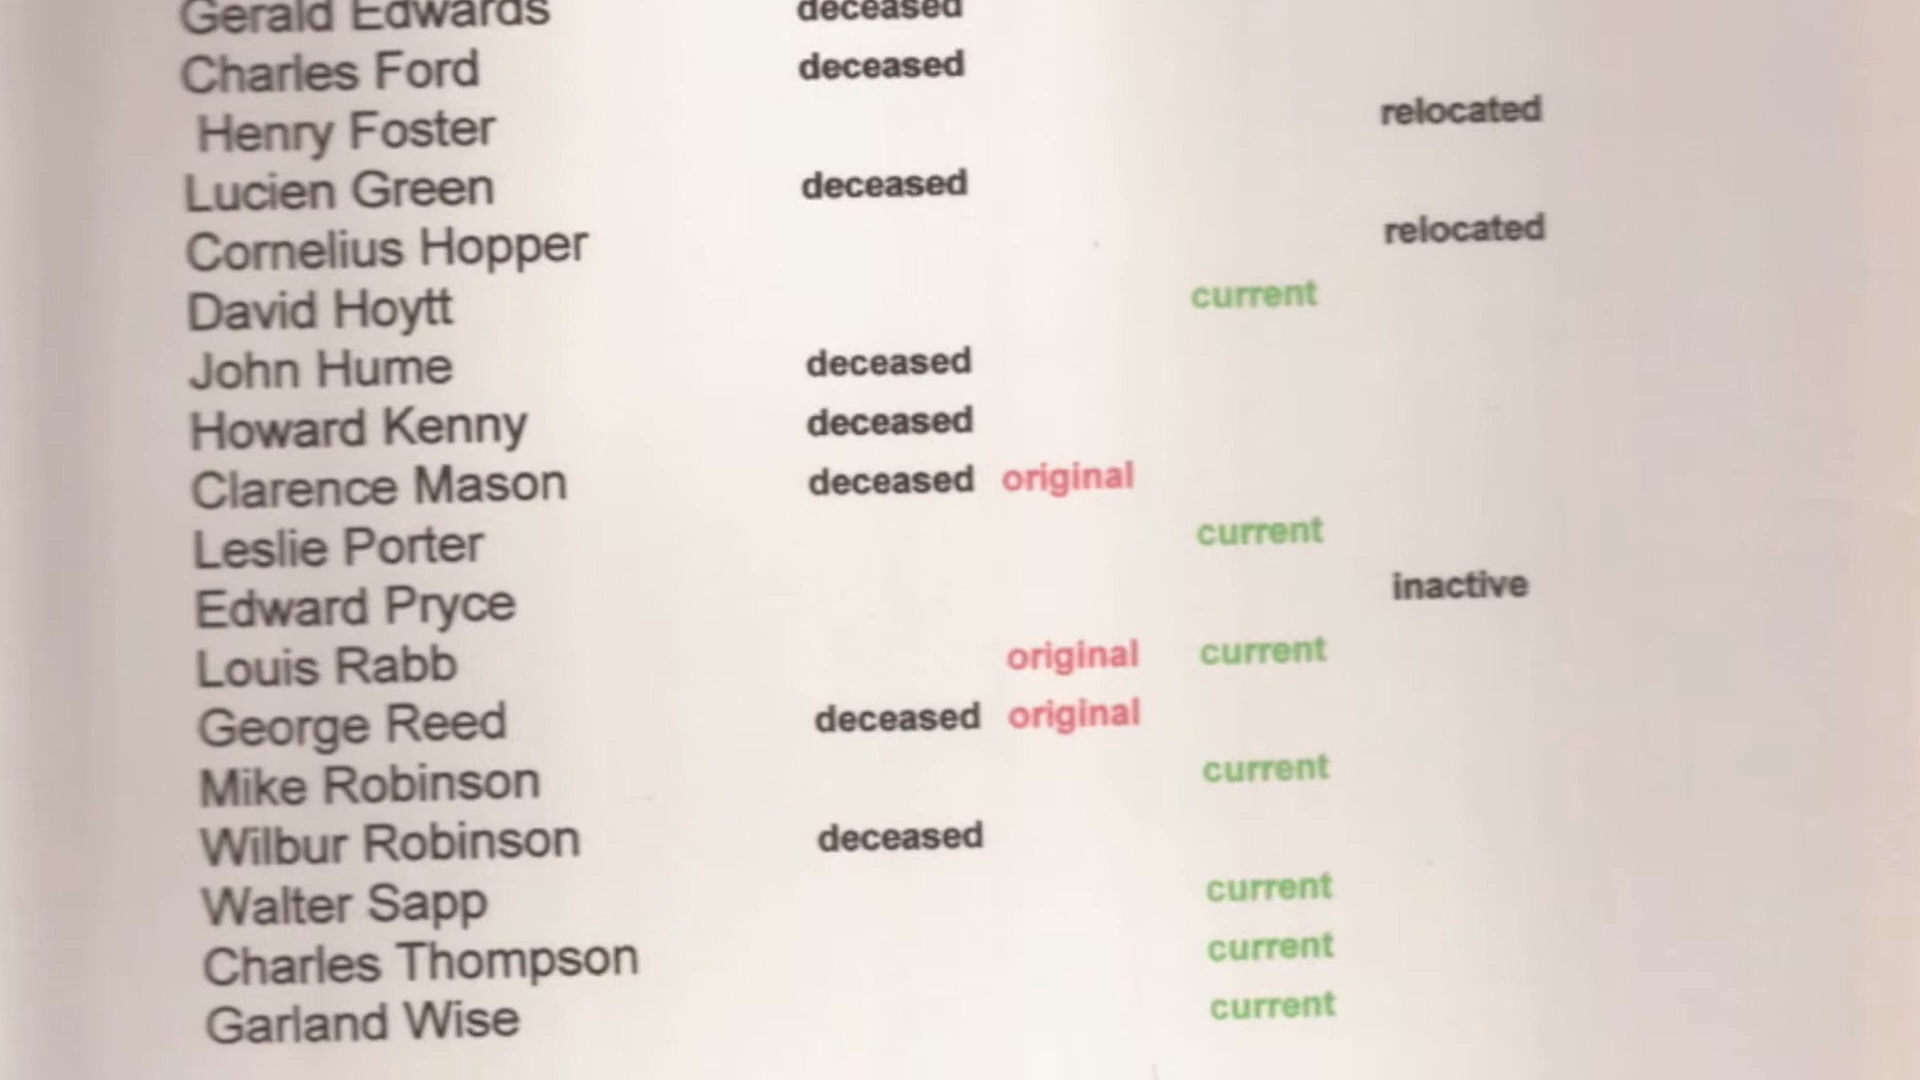 Gerald Edwards deceased
Charles Ford deceased
Henry Foster relocated
Lucien Green deceased
Cornelius Hopper relocated
David Hoytt current
John Hume deceased
Howard Kenny deceased
Clarence Mason deceased original
Leslie Porter current
Edward Pryce inactive
Louis Rabb original current
George Reed deceased original
Mike Robinson current
Wilbur Robinson deceased
Walter Sapp current
Charles Thompson current
Garland Wise current